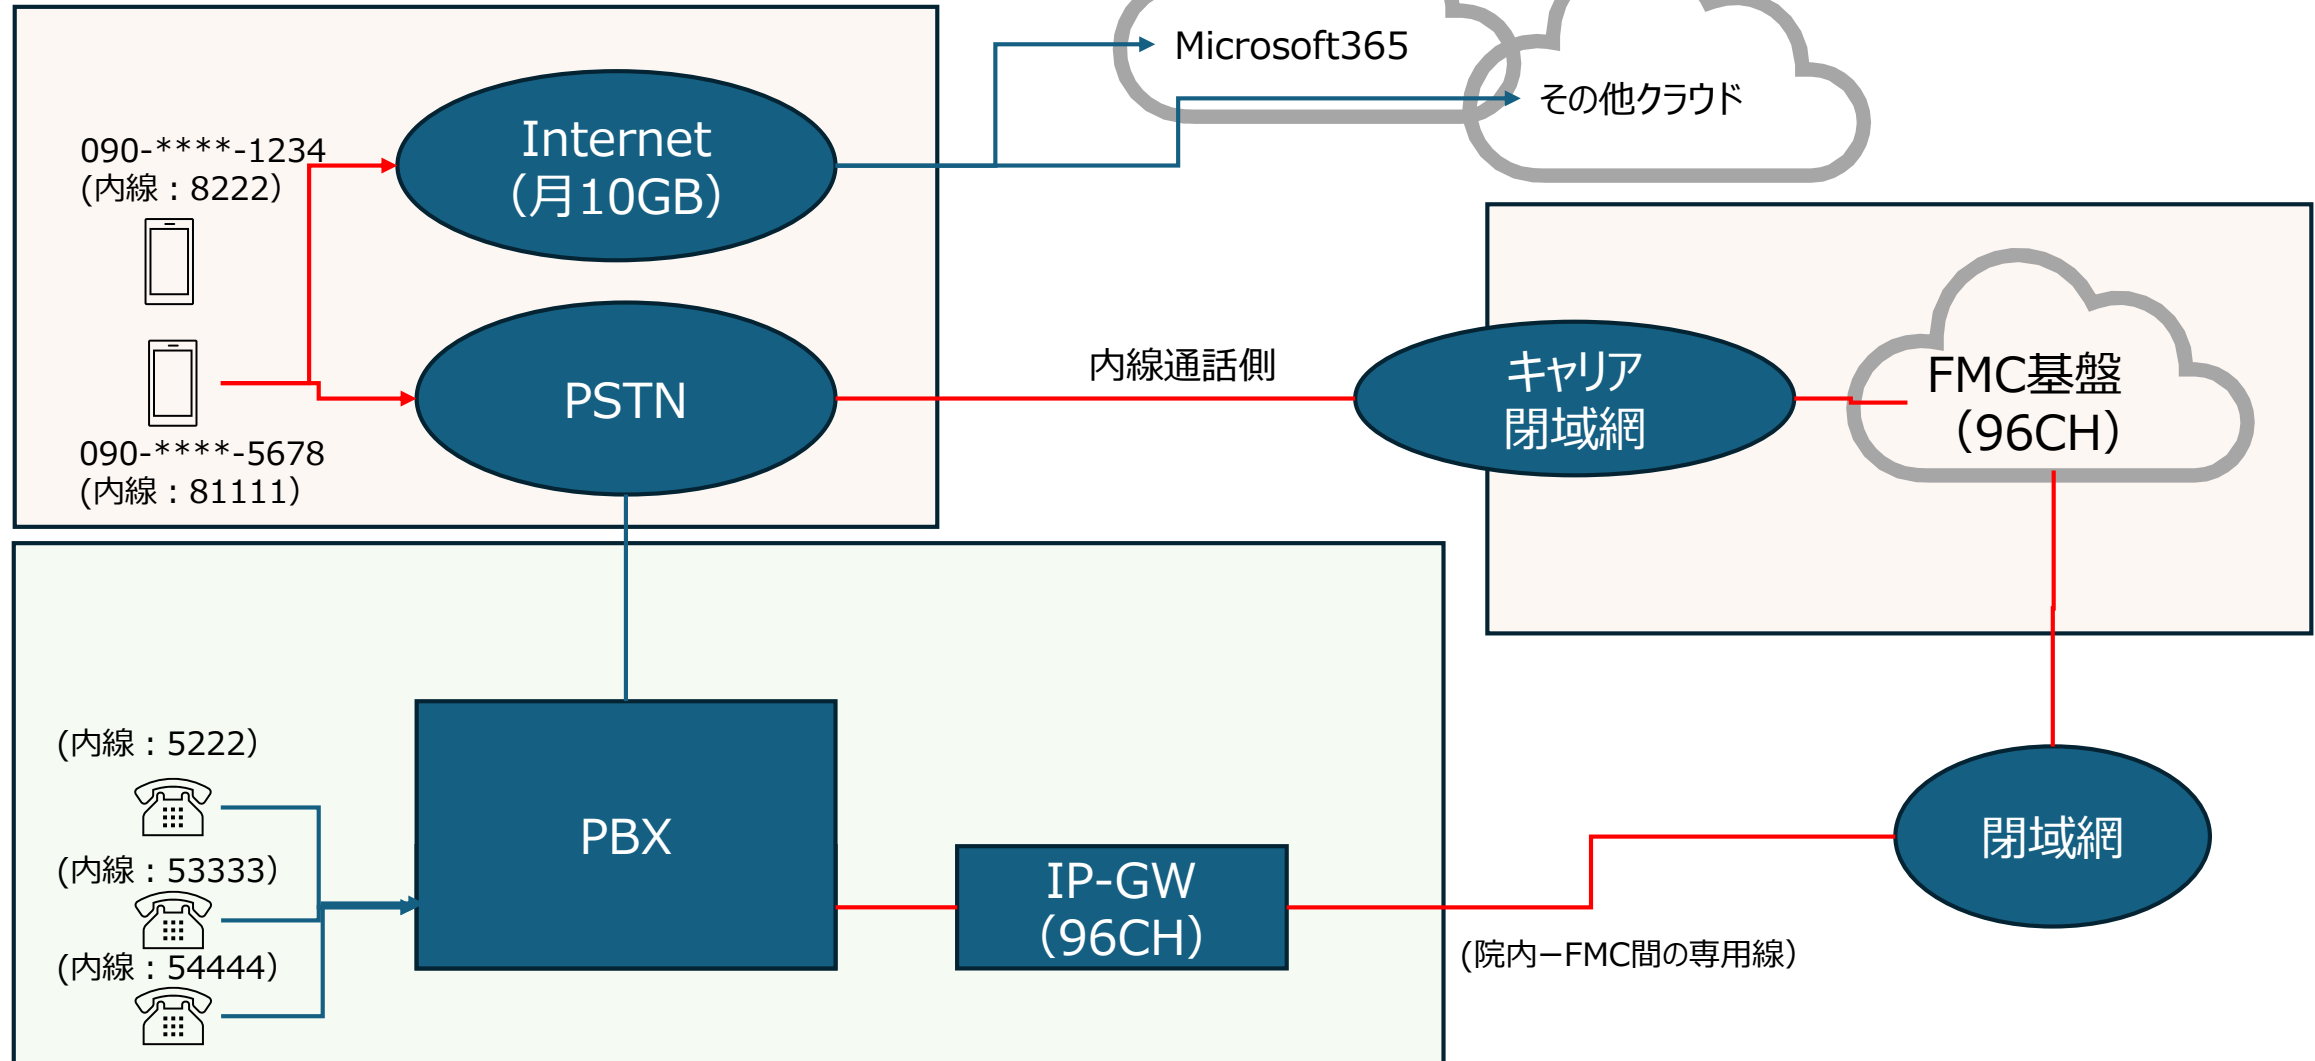 Microsoft365
その他クラウド
Internet
（月10GB）
090-****-1234
(内線：8222）
090-****-5678
(内線：81111）
PSTN
内線通話側
キャリア
閉域網
FMC基盤
（96CH）
(内線：5222）
(内線：53333）
(内線：54444）
PBX
IP-GW
（96CH）
(院内－FMC間の専用線）
閉域網